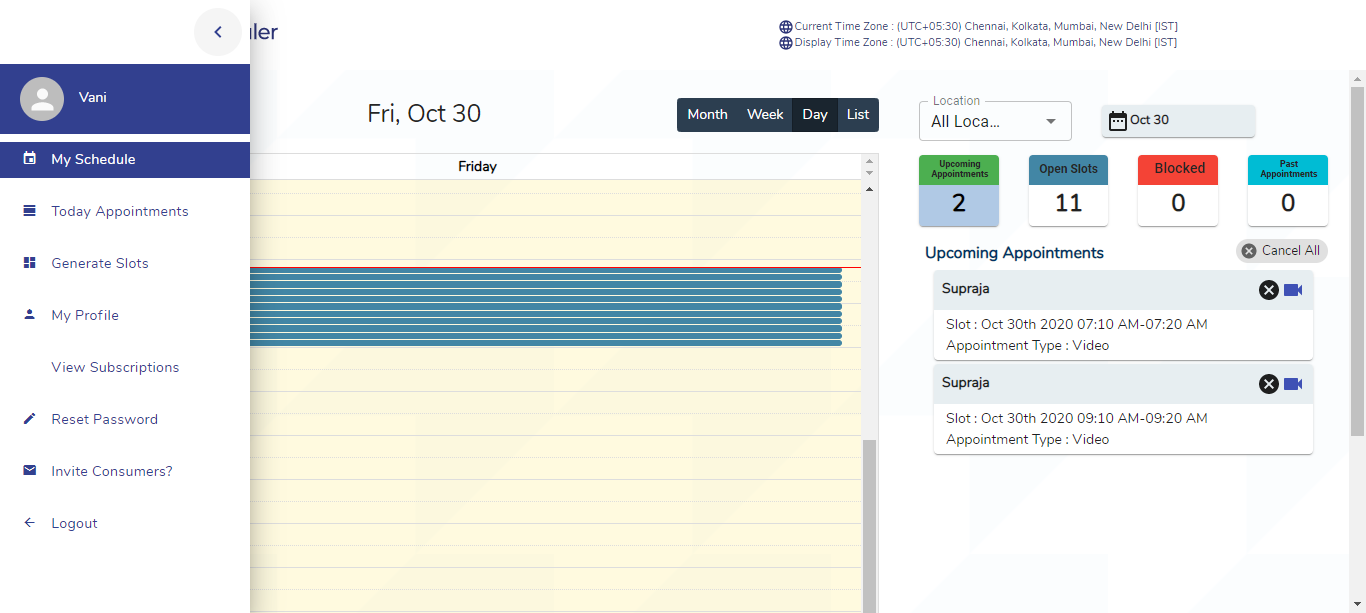 ler
Current Time Zone : (UTC+05:30) Chennai, Kolkata, Mumbai, New Delhi [IST]
Display Time Zone : (UTC+05:30) Chennai, Kolkata, Mumbai, New Delhi [IST]
Vani
My Schedule
Today Appointments
Generate Slots
My Profile
View Subscriptions
Reset Password
Invite Consumers?
Logout
Fri, Oct 30
Month Week Day List
Friday
Location
All Loca...
Oct 30
Upcoming Appointments
2
Open Slots
11
Blocked
0
Past Appointments
0
Upcoming Appointments
Cancel All
Supraja
Slot : Oct 30th 2020 07:10 AM-07:20 AM
Appointment Type : Video
Supraja
Slot : Oct 30th 2020 09:10 AM-09:20 AM
Appointment Type : Video